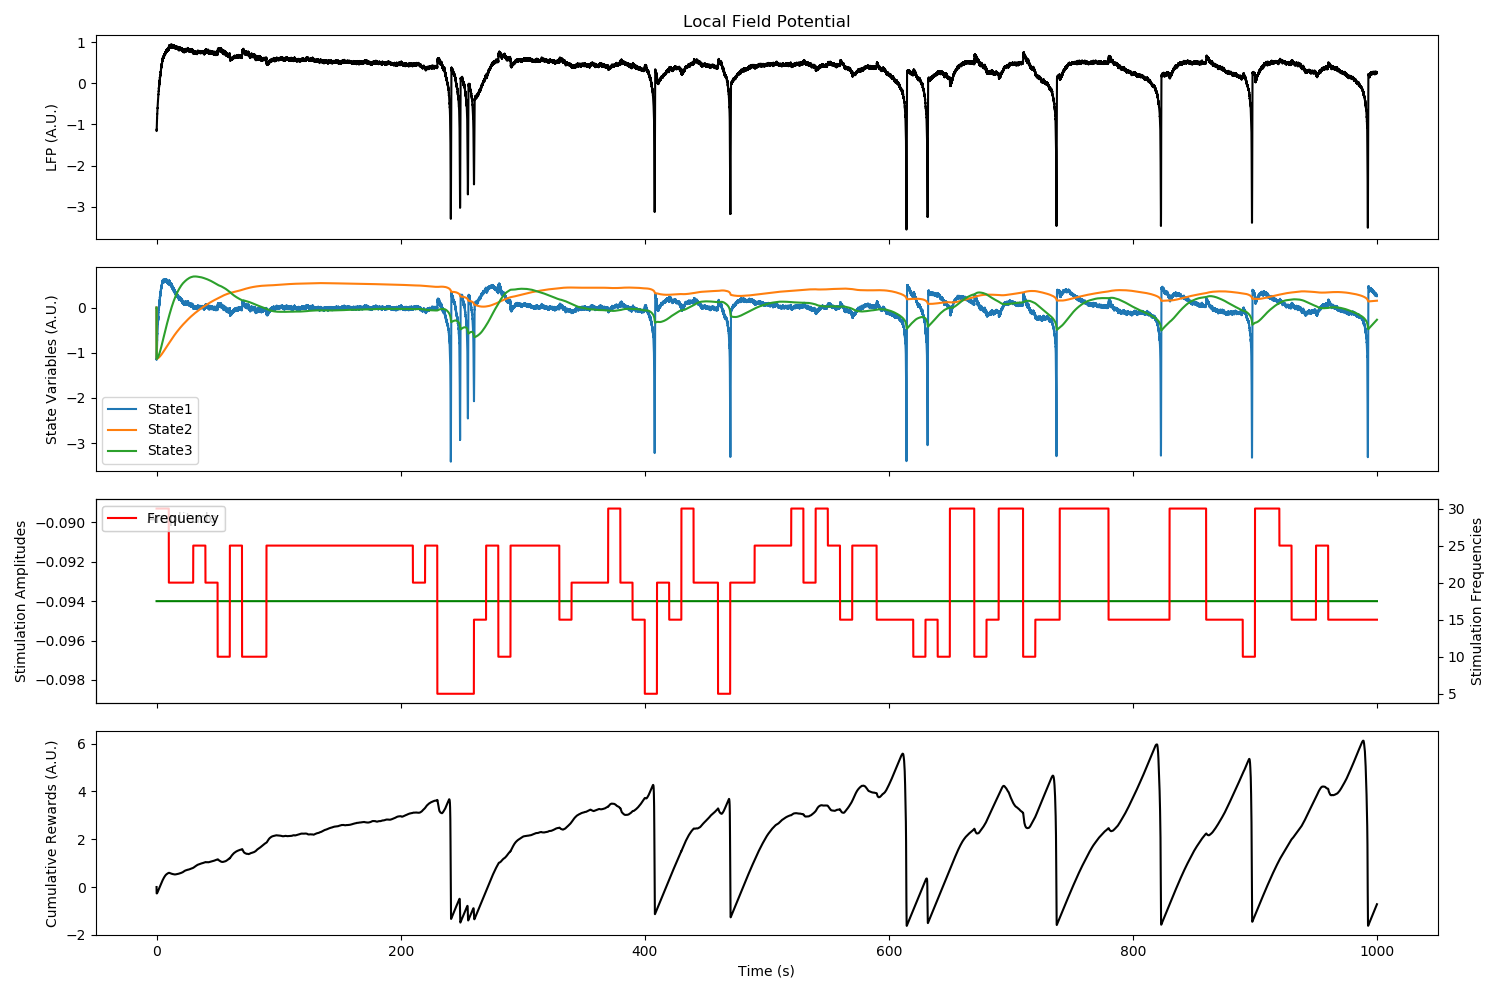 Local Field Potential
LFP (A.U.)
1
0
−1
−2
−3
State Variables (A.U.)
0
−1
−2
−3
State1
State2
State3
Stimulation Amplitudes
−0.090
−0.092
−0.094
−0.096
−0.098
Frequency
30
25
20
15
10
5
Stimulation Frequencies
Cumulative Rewards (A.U.)
6
4
2
0
−2
0 200 400 600 800 1000
Time (s)